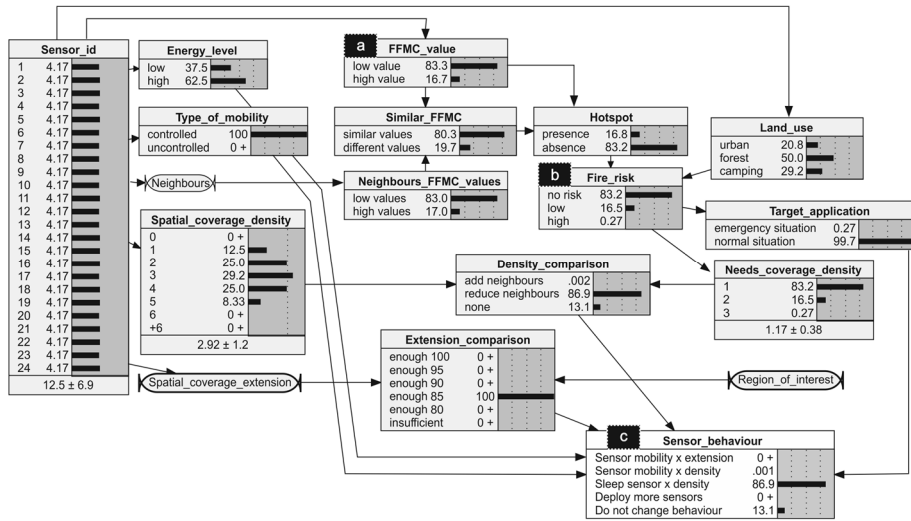 Sensor_id
1 4.17
2 4.17
3 4.17
4 4.17
5 4.17
6 4.17
7 4.17
8 4.17
9 4.17
10 4.17
11 4.17
12 4.17
13 4.17
14 4.17
15 4.17
16 4.17
17 4.17
18 4.17
19 4.17
20 4.17
21 4.17
22 4.17
23 4.17
24 4.17
12.5 ± 6.9
Energy_level
low 37.5
high 62.5
Type_of_mobility
controlled 100
uncontrolled 0 +
Neighbours
Spatial_coverage_density
0 0 +
1 12.5
2 25.0
3 29.2
4 25.0
5 8.33
6 0 +
+6 0 +
2.92 ± 1.2
Spatial_coverage_extension
a
FFMC_value
low value 83.3
high value 16.7
Similar_FFMC
similar values 80.3
different values 19.7
Neighbours_FFMC_values
low values 83.0
high values 17.0
Hotspot
presence 16.8
absence 83.2
Land_use
urban 20.8
forest 50.0
camping 29.2
b
Fire_risk
no risk 83.2
low 16.5
high 0.27
Target_application
emergency situation 0.27
normal situation 99.7
Density_comparison
add neighbours .002
reduce neighbours 86.9
none 13.1
Needs_coverage_density
1 83.2
2 16.5
3 0.27
1.17 ± 0.38
Extension_comparison
enough 100 0 +
enough 95 0 +
enough 90 0 +
enough 85 100
enough 80 0 +
insufficient 0 +
Region_of_interest
c
Sensor_behaviour
Sensor mobility x extension 0 +
Sensor mobility x density .001
Sleep sensor x density 86.9
Deploy more sensors 0 +
Do not change behaviour 13.1